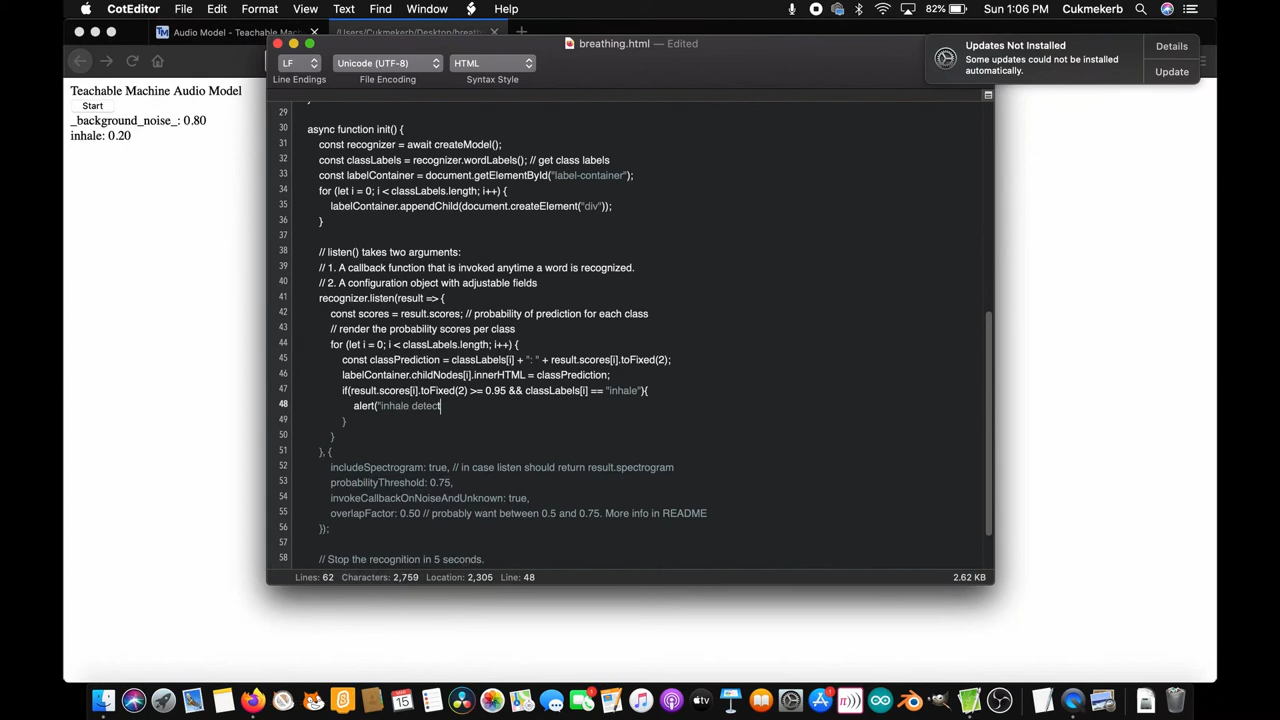 CotEditor File Edit Format View Text Find Window Help 82% Sun 1:06 PM Cukmekerb
Audio Model - Teachable Mac
/Users/Cukmekerb/Desktop/breath
breathing.html — Edited
LF Unicode (UTF-8) HTML
Line Endings File Encoding Syntax Style
Updates Not Installed
Some updates could not be installed
automatically.
Details
Update
Teachable Machine Audio Model
Start
_background_noise_: 0.80
inhale: 0.20
29
30 async function init() {
31 const recognizer = await createModel();
32 const classLabels = recognizer.wordLabels(); // get class labels
33 const labelContainer = document.getElementById("label-container");
34 for (let i = 0; i < classLabels.length; i++) {
35 labelContainer.appendChild(document.createElement("div"));
36 }
37
38 // listen() takes two arguments:
39 // 1. A callback function that is invoked anytime a word is recognized.
40 // 2. A configuration object with adjustable fields
41 recognizer.listen(result => {
42 const scores = result.scores; // probability of prediction for each class
43 // render the probability scores per class
44 for (let i = 0; i < classLabels.length; i++) {
45 const classPrediction = classLabels[i] + ": " + result.scores[i].toFixed(2);
46 labelContainer.childNodes[i].innerHTML = classPrediction;
47 if(result.scores[i].toFixed(2) >= 0.95 && classLabels[i] == "inhale"){
48 alert("inhale detect
49 }
50 }
51 }, {
52 includeSpectrogram: true, // in case listen should return result.spectrogram
53 probabilityThreshold: 0.75,
54 invokeCallbackOnNoiseAndUnknown: true,
55 overlapFactor: 0.50 // probably want between 0.5 and 0.75. More info in README
56 });
57
58 // Stop the recognition in 5 seconds.
Lines: 62 Characters: 2,759 Location: 2,305 Line: 48 2.62 KB